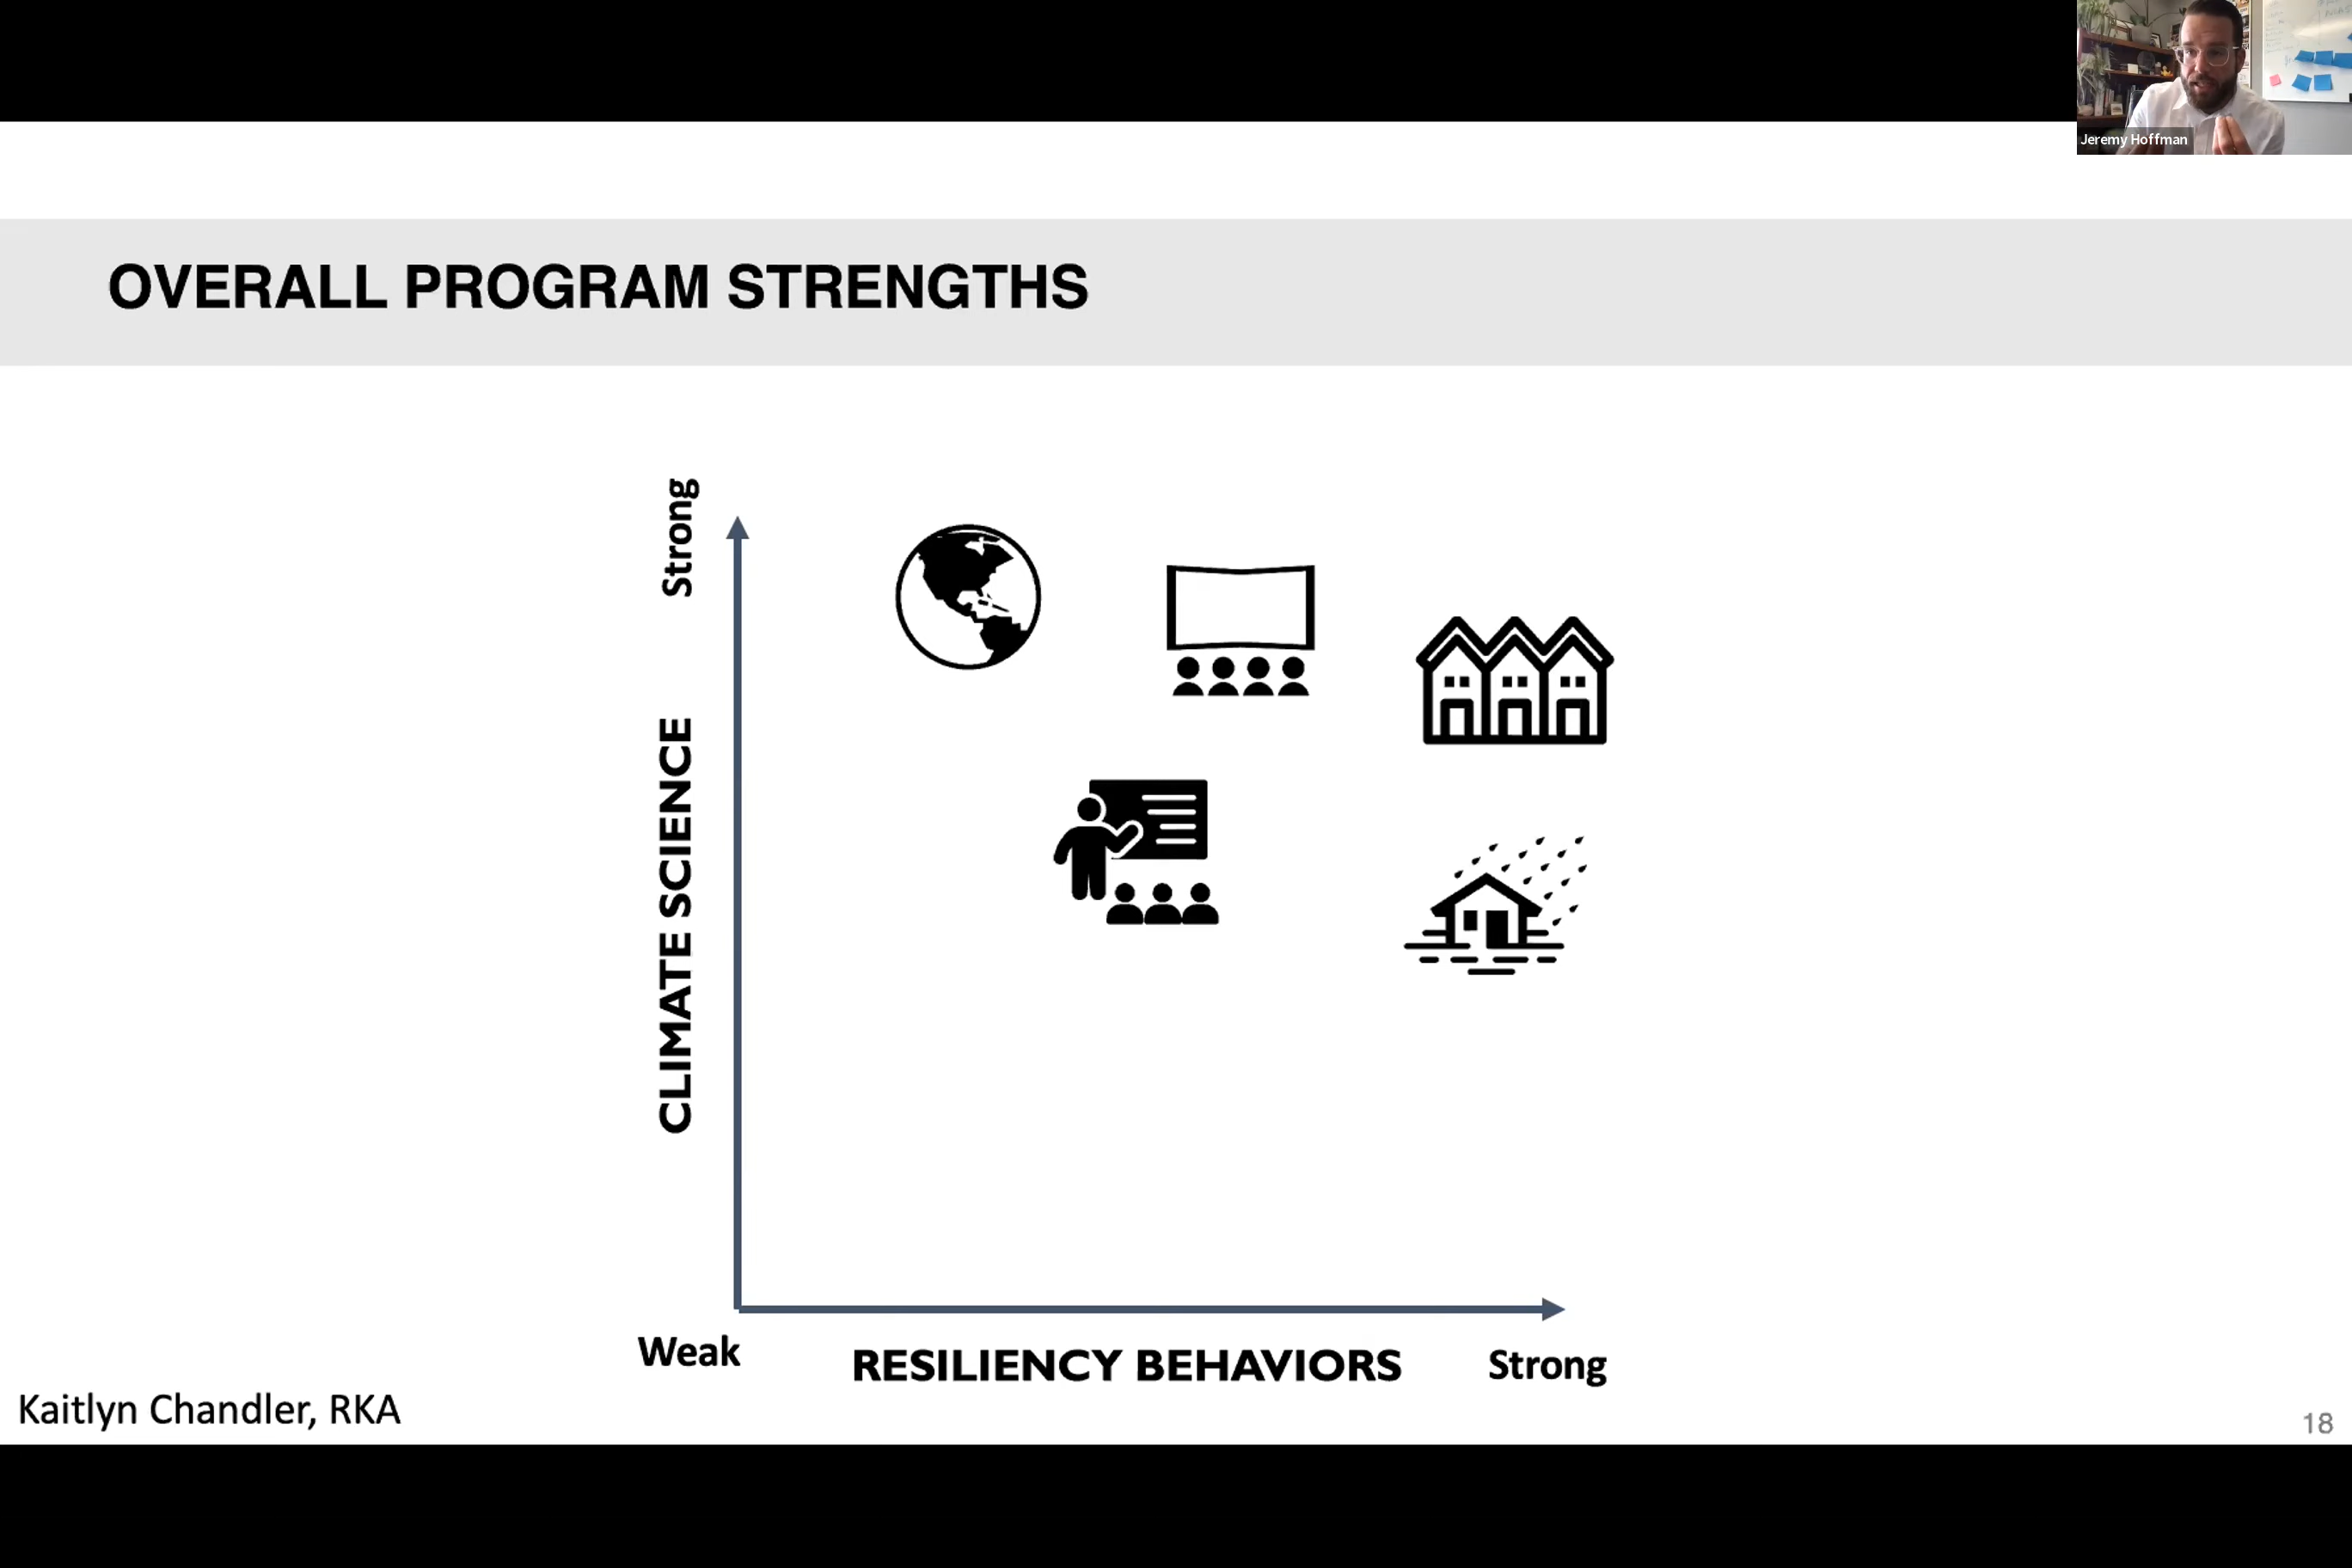 Jeremy Hoffman
OVERALL PROGRAM STRENGTHS
Strong
CLIMATE SCIENCE
Weak
RESILIENCY BEHAVIORS
Strong
Kaitlyn Chandler, RKA
18